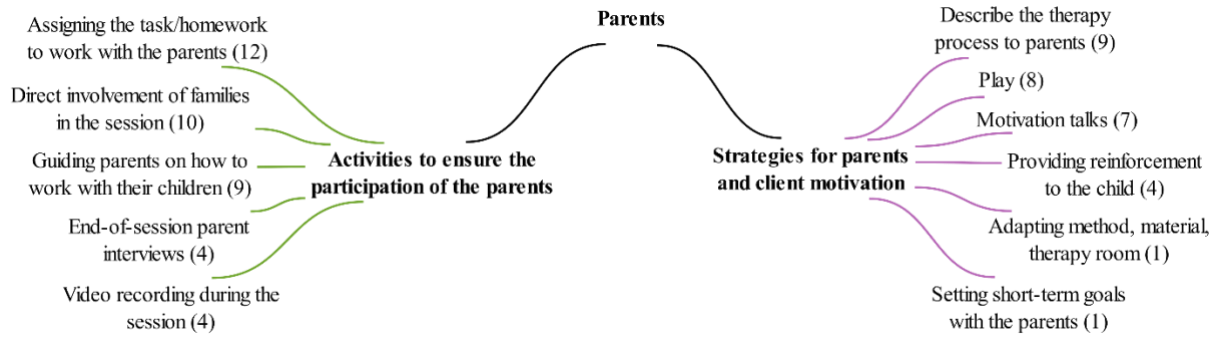 Parents
Assigning the task/homework
to work with the parents (12)
Direct involvement of families
in the session (10)
Guiding parents on how to
work with their children (9)
End-of-session parent
interviews (4)
Video recording during the
session (4)
Activities to ensure the
participation of the parents
Strategies for parents
and client motivation
Describe the therapy
process to parents (9)
Play (8)
Motivation talks (7)
Providing reinforcement
to the child (4)
Adapting method, material,
therapy room (1)
Setting short-term goals
with the parents (1)